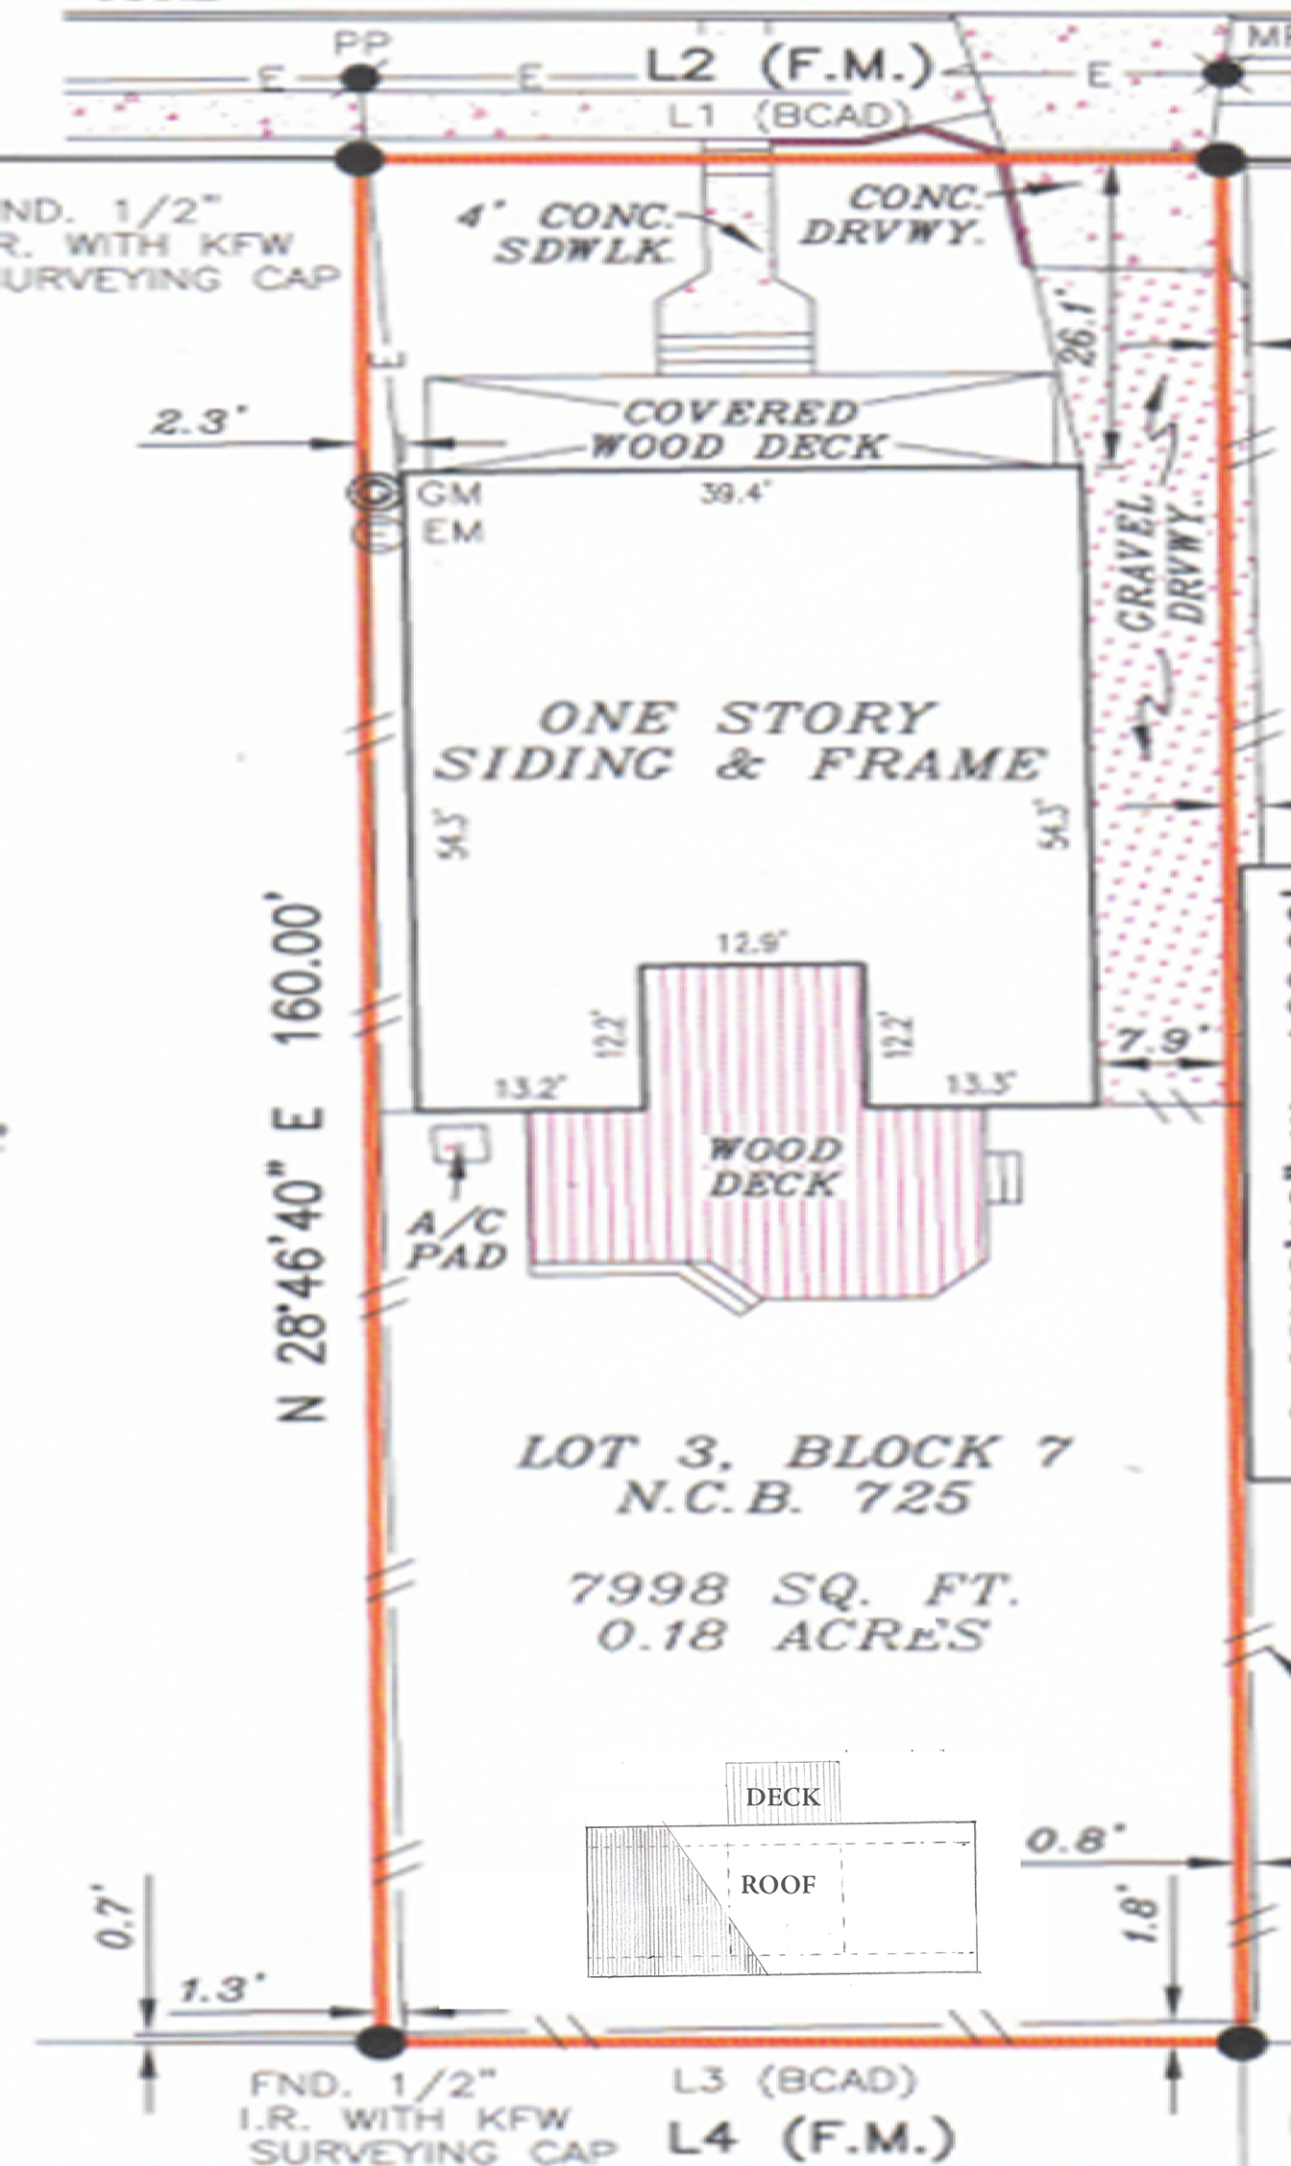 PP
E
E
L2 (F.M.)
E
L1 (BCAD)
ND. 1/2"
R. WITH KFW
SURVEYING CAP
4' CONC.
SDWLK.
CONC.
DRVWY.
26.1'
E
2.3'
COVERED
WOOD DECK
GM
EM
39.4'
GRAVEL
DRVWY.
ONE STORY
SIDING & FRAME
54.3'
54.3'
N 28°46'40" E 160.00'
12.9'
12.2'
12.2'
7.9'
13.2'
13.3'
WOOD
DECK
A/C
PAD
LOT 3, BLOCK 7
N.C.B. 725
7998 SQ. FT.
0.18 ACRES
DECK
ROOF
0.8'
0.7'
1.8'
1.3'
FND. 1/2"
I.R. WITH KFW
SURVEYING CAP
L3 (BCAD)
L4 (F.M.)